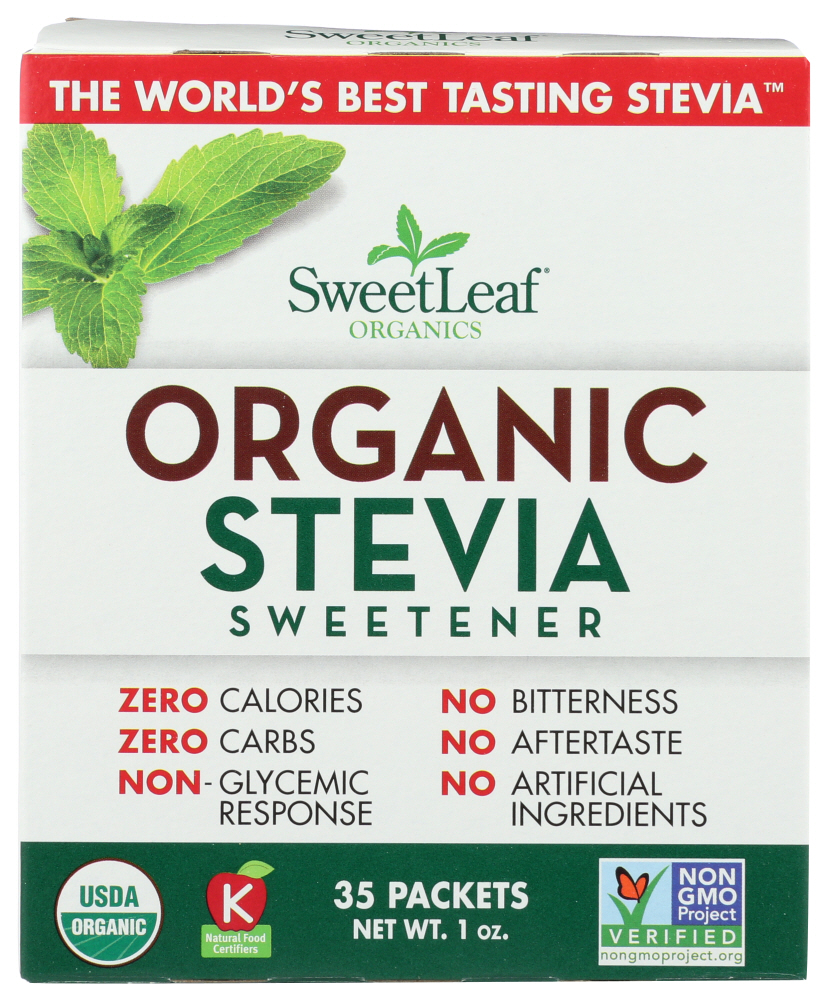 SweetLeaf
ORGANICS
THE WORLD'S BEST TASTING STEVIA™
SweetLeaf®
ORGANICS
ORGANIC
STEVIA
SWEETENER
ZERO CALORIES
ZERO CARBS
NON-GLYCEMIC
RESPONSE
NO BITTERNESS
NO AFTERTASTE
NO ARTIFICIAL
INGREDIENTS
USDA
ORGANIC
K
Natural Food
Certifiers
35 PACKETS
NET WT. 1 oz.
NON
GMO
Project
VERIFIED
nongmoproject.org